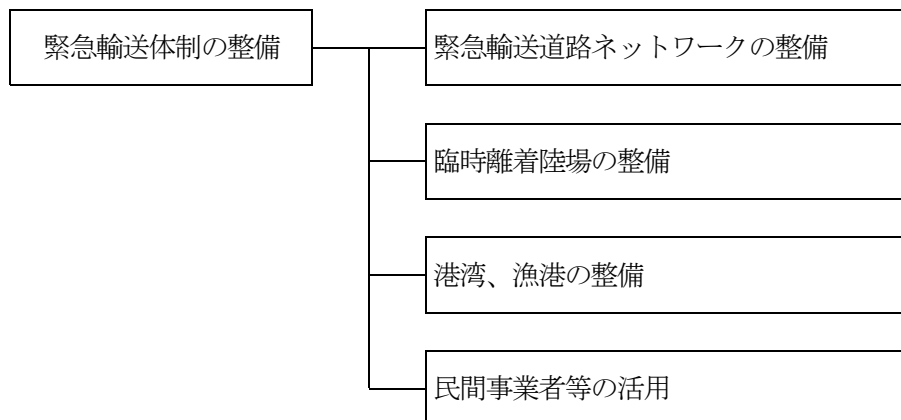 緊急輸送体制の整備
緊急輸送道路ネットワークの整備
臨時離着陸場の整備
港湾、漁港の整備
民間事業者等の活用